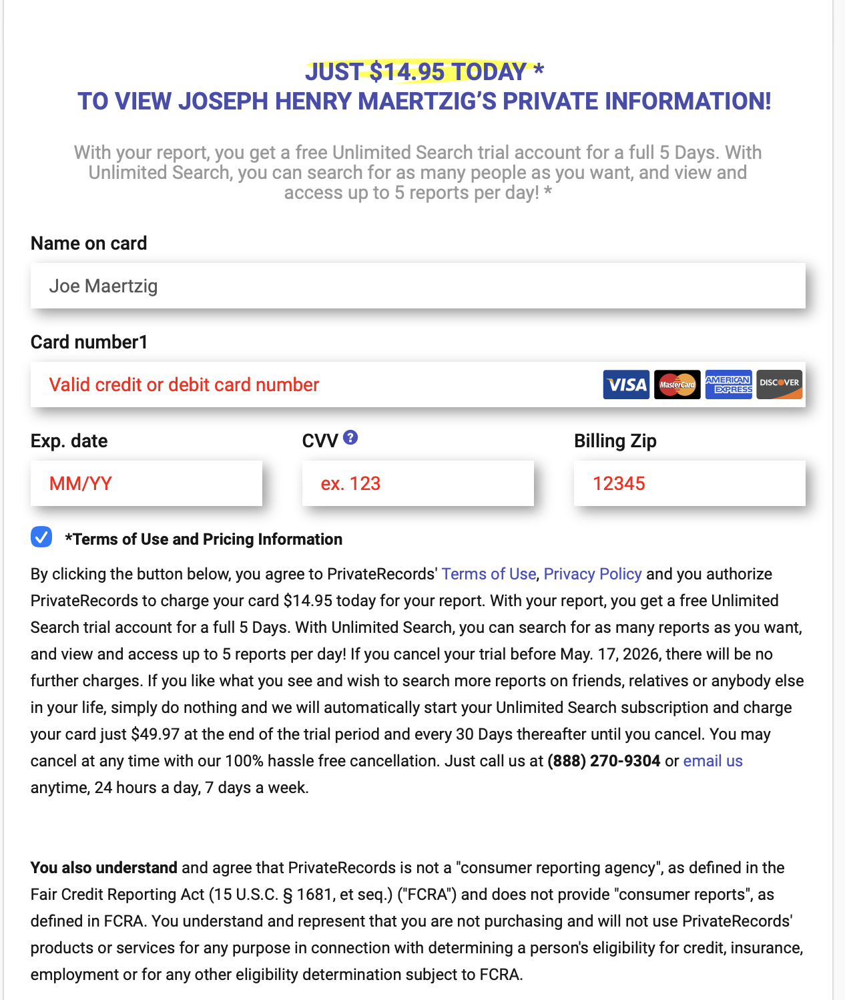 JUST $14.95 TODAY *
TO VIEW JOSEPH HENRY MAERTZIG’S PRIVATE INFORMATION!
With your report, you get a free Unlimited Search trial account for a full 5 Days. With
Unlimited Search, you can search for as many people as you want, and view and
access up to 5 reports per day! *
Name on card
Joe Maertzig
Card number1
Valid credit or debit card number
VISA MasterCard AMERICAN EXPRESS DISCOVER
Exp. date CVV ? Billing Zip
MM/YY ex. 123 12345
*Terms of Use and Pricing Information
By clicking the button below, you agree to PrivateRecords' Terms of Use, Privacy Policy and you authorize
PrivateRecords to charge your card $14.95 today for your report. With your report, you get a free Unlimited
Search trial account for a full 5 Days. With Unlimited Search, you can search for as many reports as you want,
and view and access up to 5 reports per day! If you cancel your trial before May. 17, 2026, there will be no
further charges. If you like what you see and wish to search more reports on friends, relatives or anybody else
in your life, simply do nothing and we will automatically start your Unlimited Search subscription and charge
your card just $49.97 at the end of the trial period and every 30 Days thereafter until you cancel. You may
cancel at any time with our 100% hassle free cancellation. Just call us at (888) 270-9304 or email us
anytime, 24 hours a day, 7 days a week.
You also understand and agree that PrivateRecords is not a "consumer reporting agency", as defined in the
Fair Credit Reporting Act (15 U.S.C. § 1681, et seq.) ("FCRA") and does not provide "consumer reports", as
defined in FCRA. You understand and represent that you are not purchasing and will not use PrivateRecords'
products or services for any purpose in connection with determining a person's eligibility for credit, insurance,
employment or for any other eligibility determination subject to FCRA.